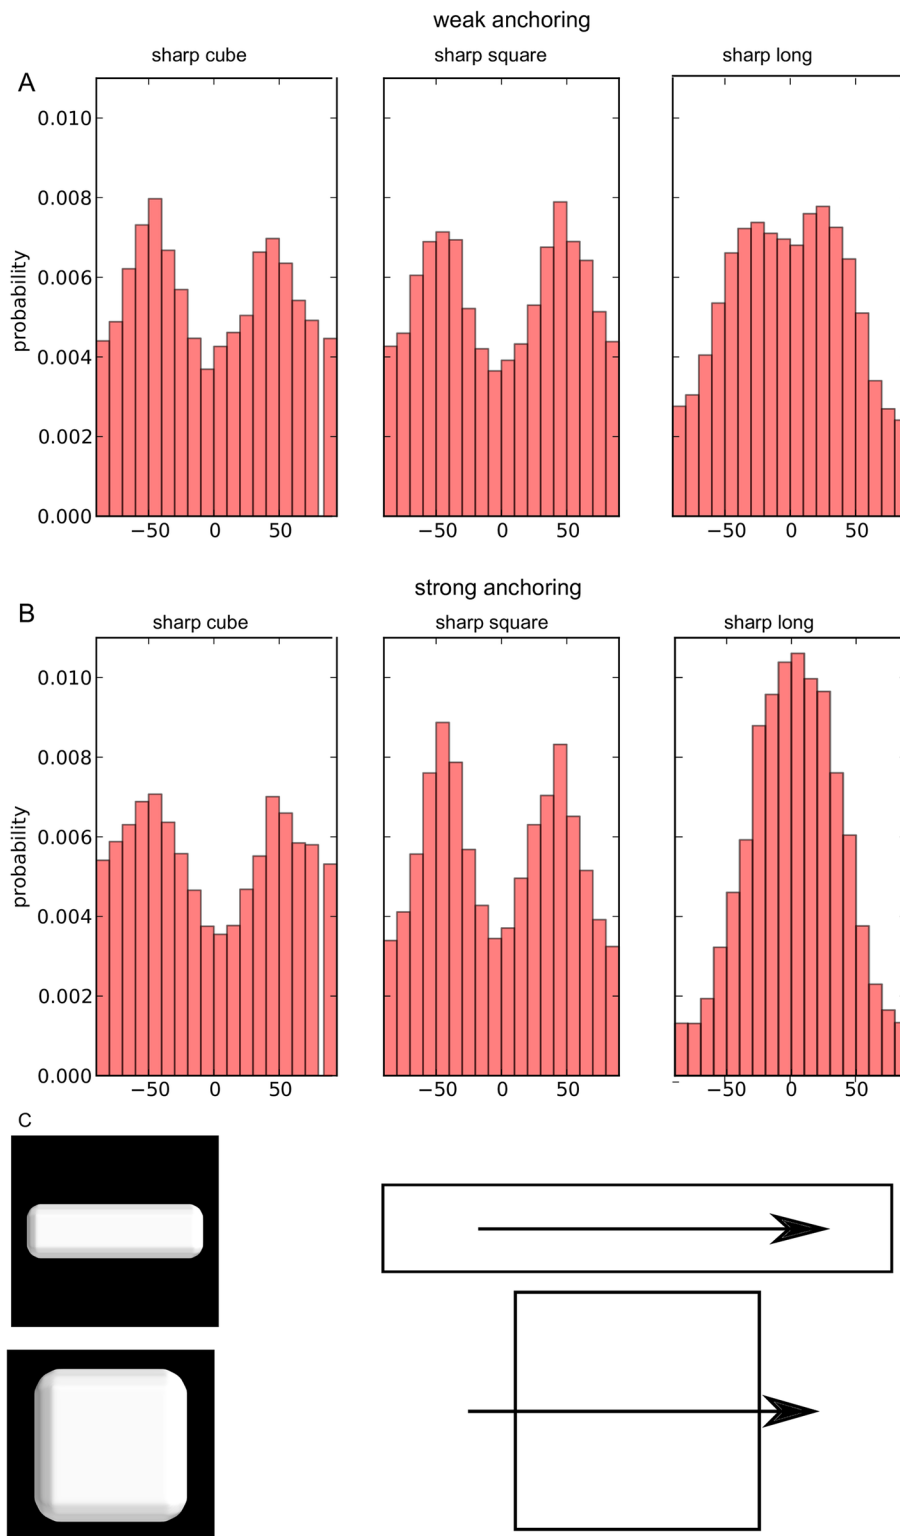 weak anchoring
sharp cube sharp square sharp long
A
0.010
0.008
0.006
0.004
0.002
0.000
probability
−50 0 50 −50 0 50 −50 0 50
strong anchoring
B
sharp cube sharp square sharp long
0.010
0.008
0.006
0.004
0.002
0.000
probability
−50 0 50 −50 0 50 −50 0 50
C